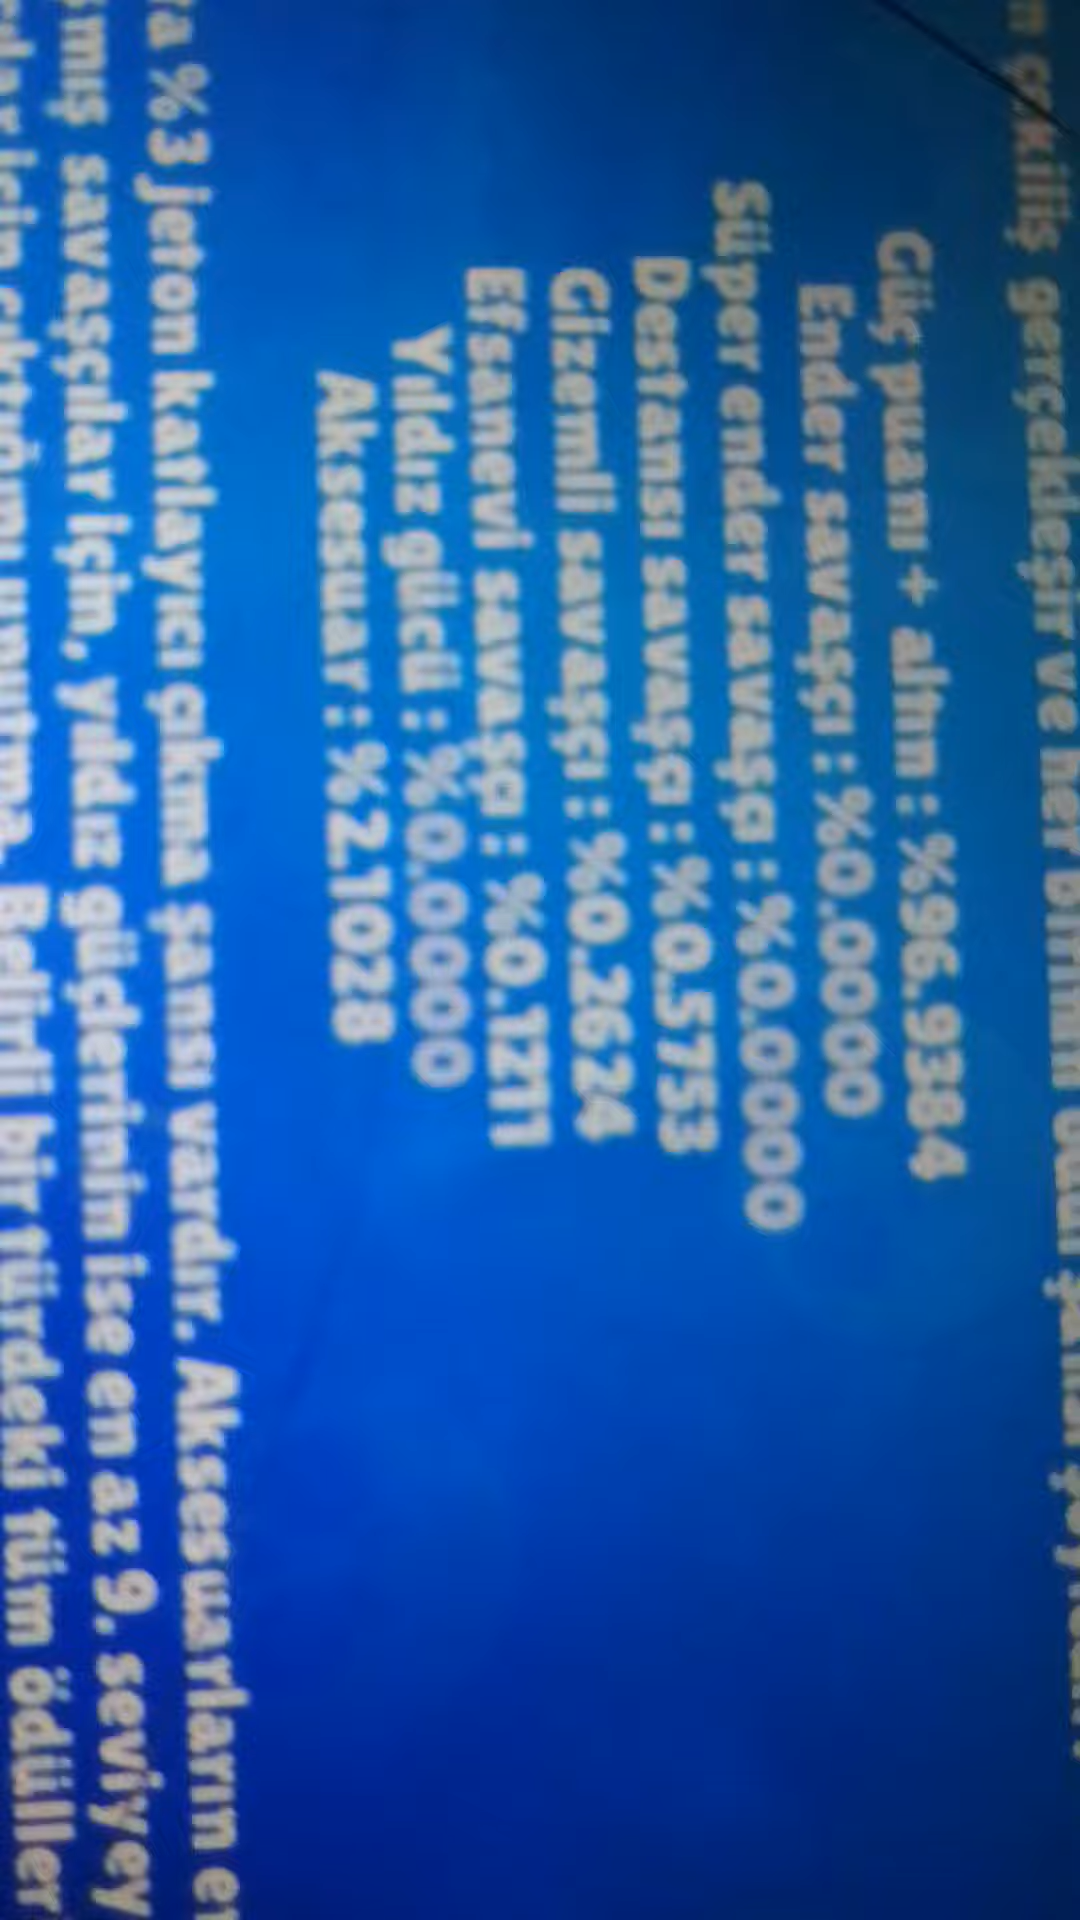 çekiliş gerçekleşir ve her birinin
Güç puanı + altın : %96.9384
Ender savaşçı : %0.0000
Süper ender savaşçı : %0.0000
Destansı savaşçı : %0.5753
Gizemli savaşçı : %0.2624
Efsanevi savaşçı : %0.1211
Yıldız gücü : %0.0000
Aksesuar : %2.1028
%3 jeton katlayıcı çıkma şansı vardır. Aksesuarların
savaşçılar için, yıldız güçlerinin ise en az 9. seviye
için unutma. Belirli bir türdeki tüm ödüller